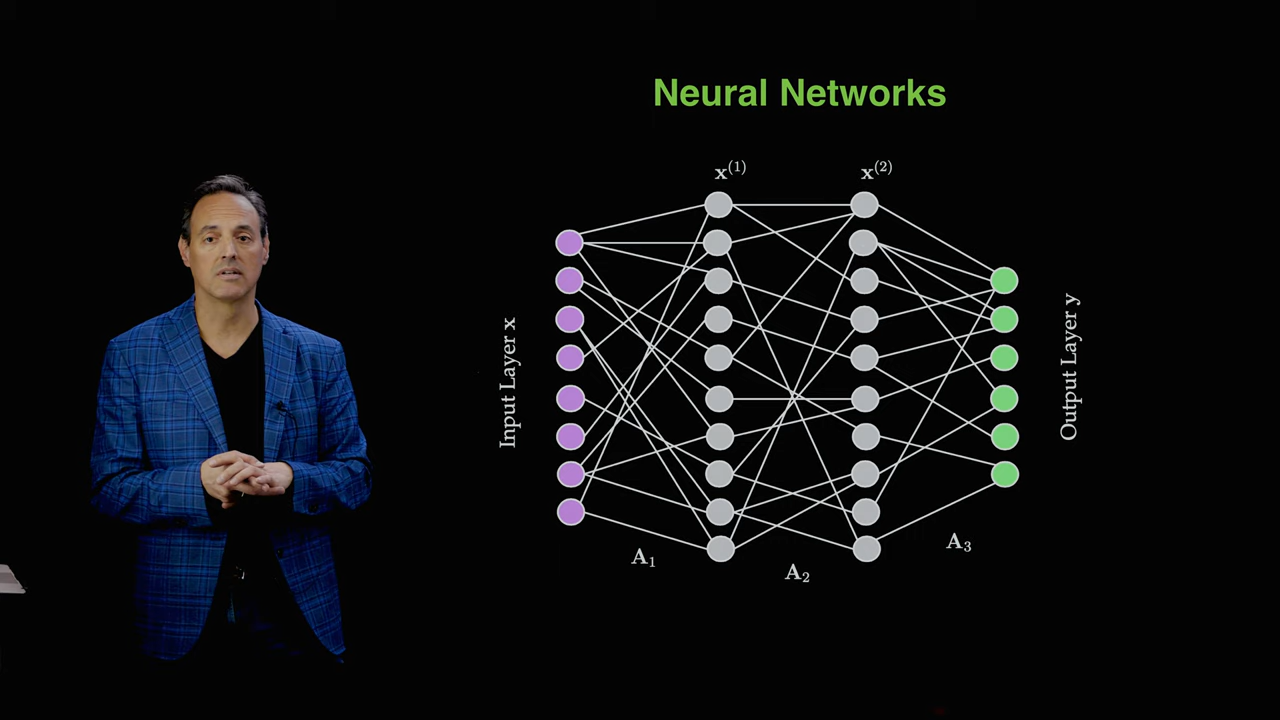 Neural Networks
x⁽¹⁾
x⁽²⁾
Input Layer x
Output Layer y
A₁
A₂
A₃